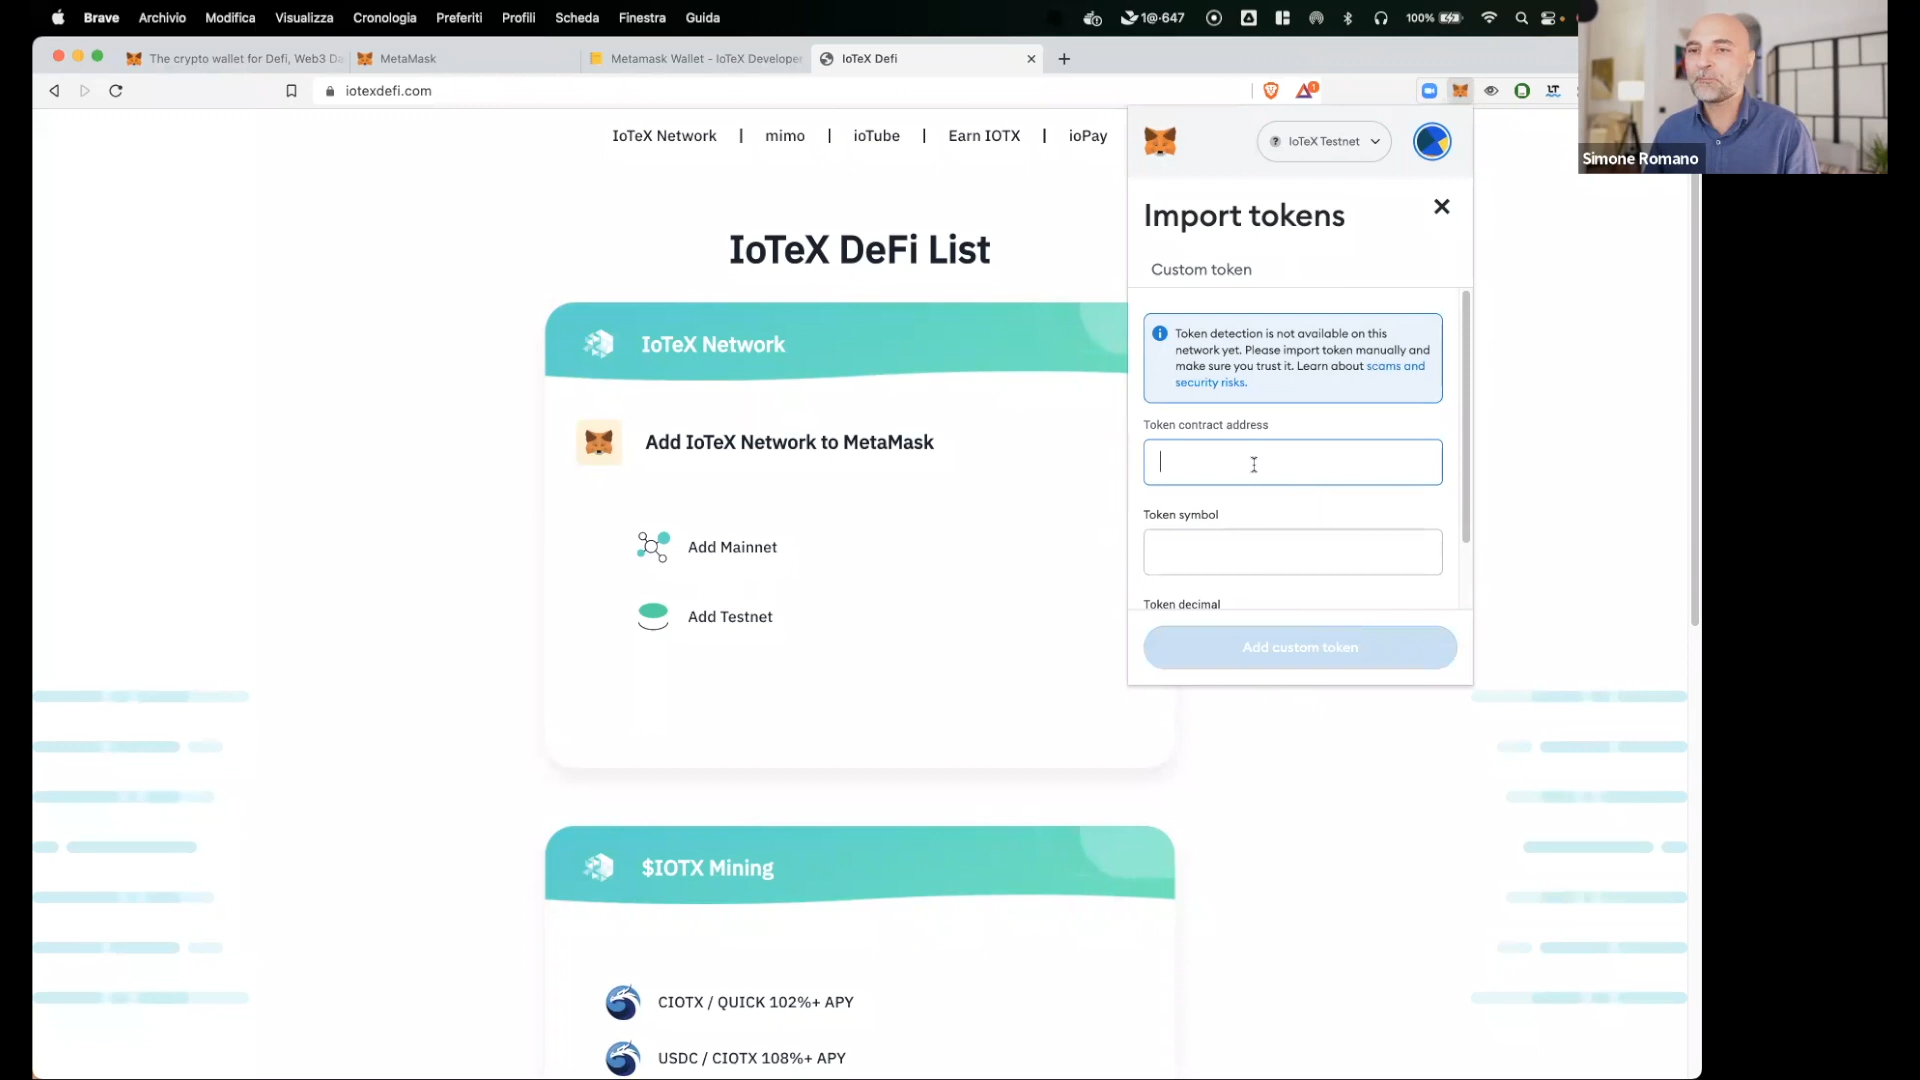 Brave Archivio Modifica Visualizza Cronologia Preferiti Profili Scheda Finestra Guida
1@·647
100%
The crypto wallet for Defi, Web3 Da
MetaMask
Metamask Wallet - IoTeX Developer
IoTeX Defi
iotexdefi.com
1
LT
Simone Romano
IoTeX Network | mimo | ioTube | Earn IOTX | ioPay
IoTeX DeFi List
IoTeX Network
Add IoTeX Network to MetaMask
Add Mainnet
Add Testnet
$IOTX Mining
CIOTX / QUICK 102%+ APY
USDC / CIOTX 108%+ APY
? IoTeX Testnet
Import tokens
Custom token
Token detection is not available on this
network yet. Please import token manually and
make sure you trust it. Learn about scams and
security risks.
Token contract address
Token symbol
Token decimal
Add custom token